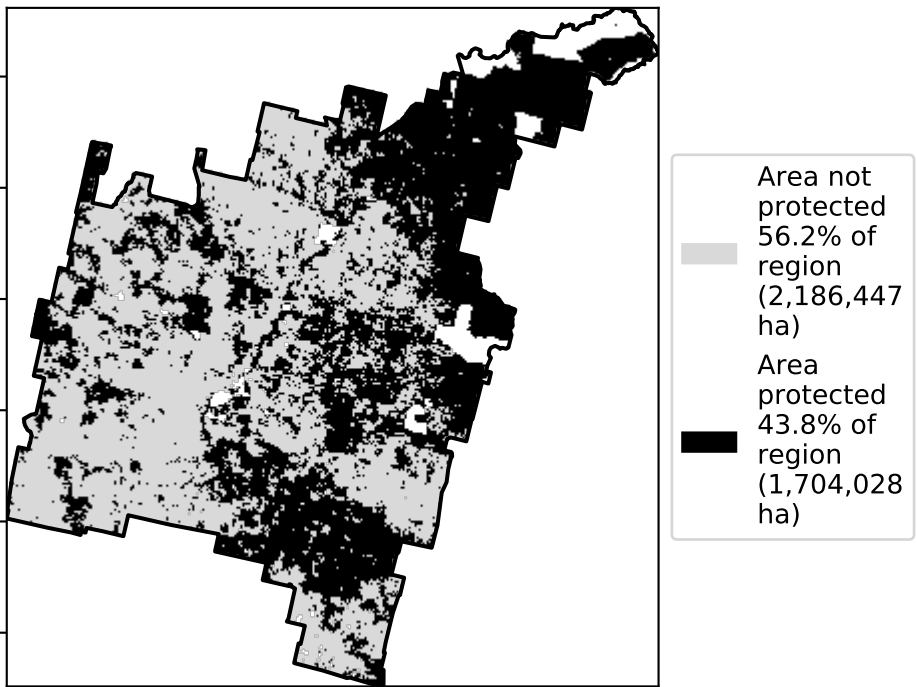 Area not
protected
56.2% of
region
(2,186,447
ha)
Area
protected
43.8% of
region
(1,704,028
ha)